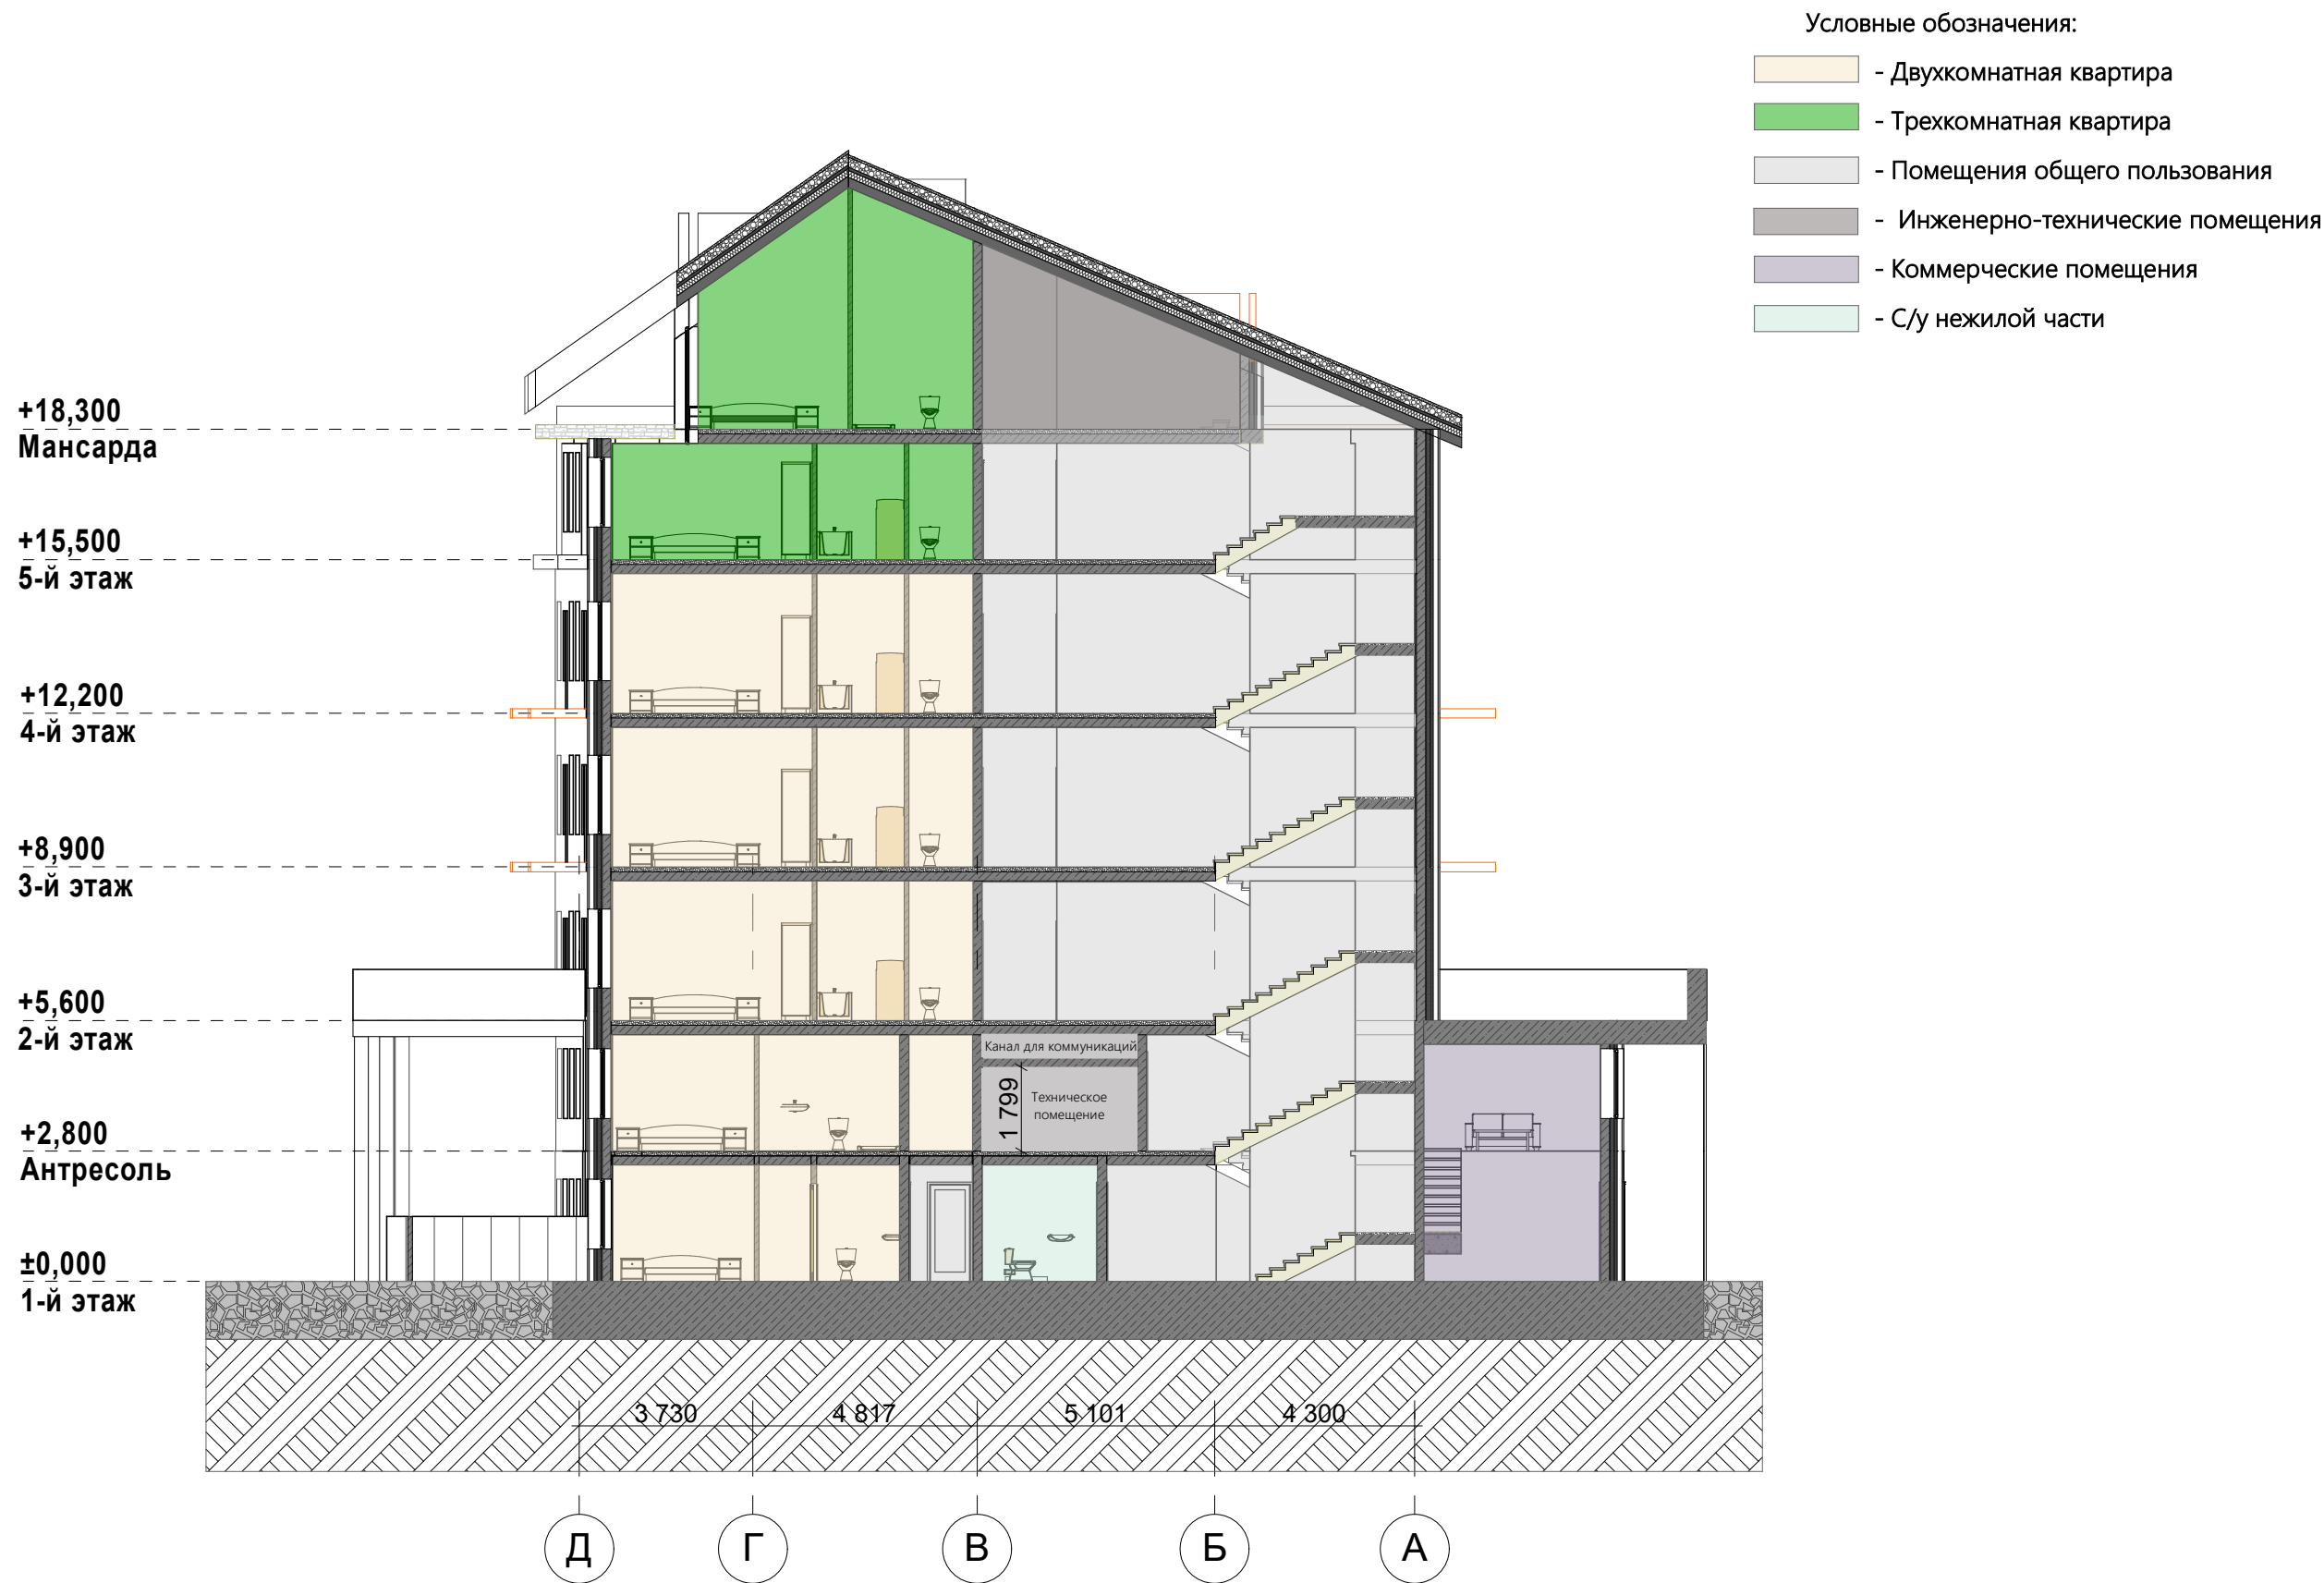 Условные обозначения:
- Двухкомнатная квартира
- Трехкомнатная квартира
- Помещения общего пользования
- Инженерно-технические помещения
- Коммерческие помещения
- С/у нежилой части
+18,300
Мансарда
+15,500
5-й этаж
+12,200
4-й этаж
+8,900
3-й этаж
+5,600
2-й этаж
Канал для коммуникаций
1 799
Техническое
помещение
+2,800
Антресоль
±0,000
1-й этаж
3 730
4 817
5 101
4 300
Д
Г
В
Б
А